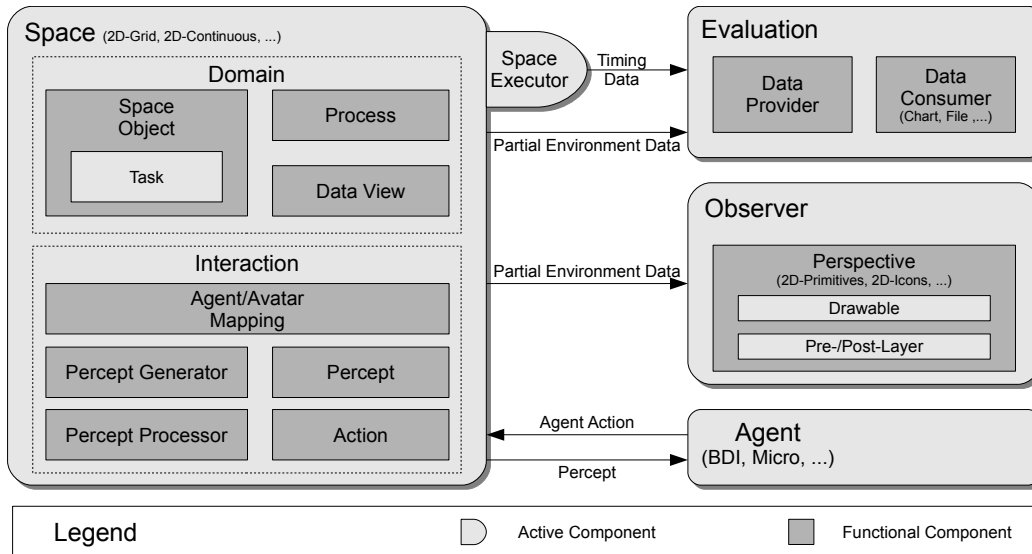 Space (2D-Grid, 2D-Continuous, ...)
Domain
Space
Object
Task
Process
Data View
Interaction
Agent/Avatar
Mapping
Percept Generator
Percept
Percept Processor
Action
Space
Executor
Timing
Data
Partial Environment Data
Partial Environment Data
Agent Action
Percept
Evaluation
Data
Provider
Data
Consumer
(Chart, File ,...)
Observer
Perspective
(2D-Primitives, 2D-Icons, ...)
Drawable
Pre-/Post-Layer
Agent
(BDI, Micro, ...)
Legend
Active Component
Functional Component